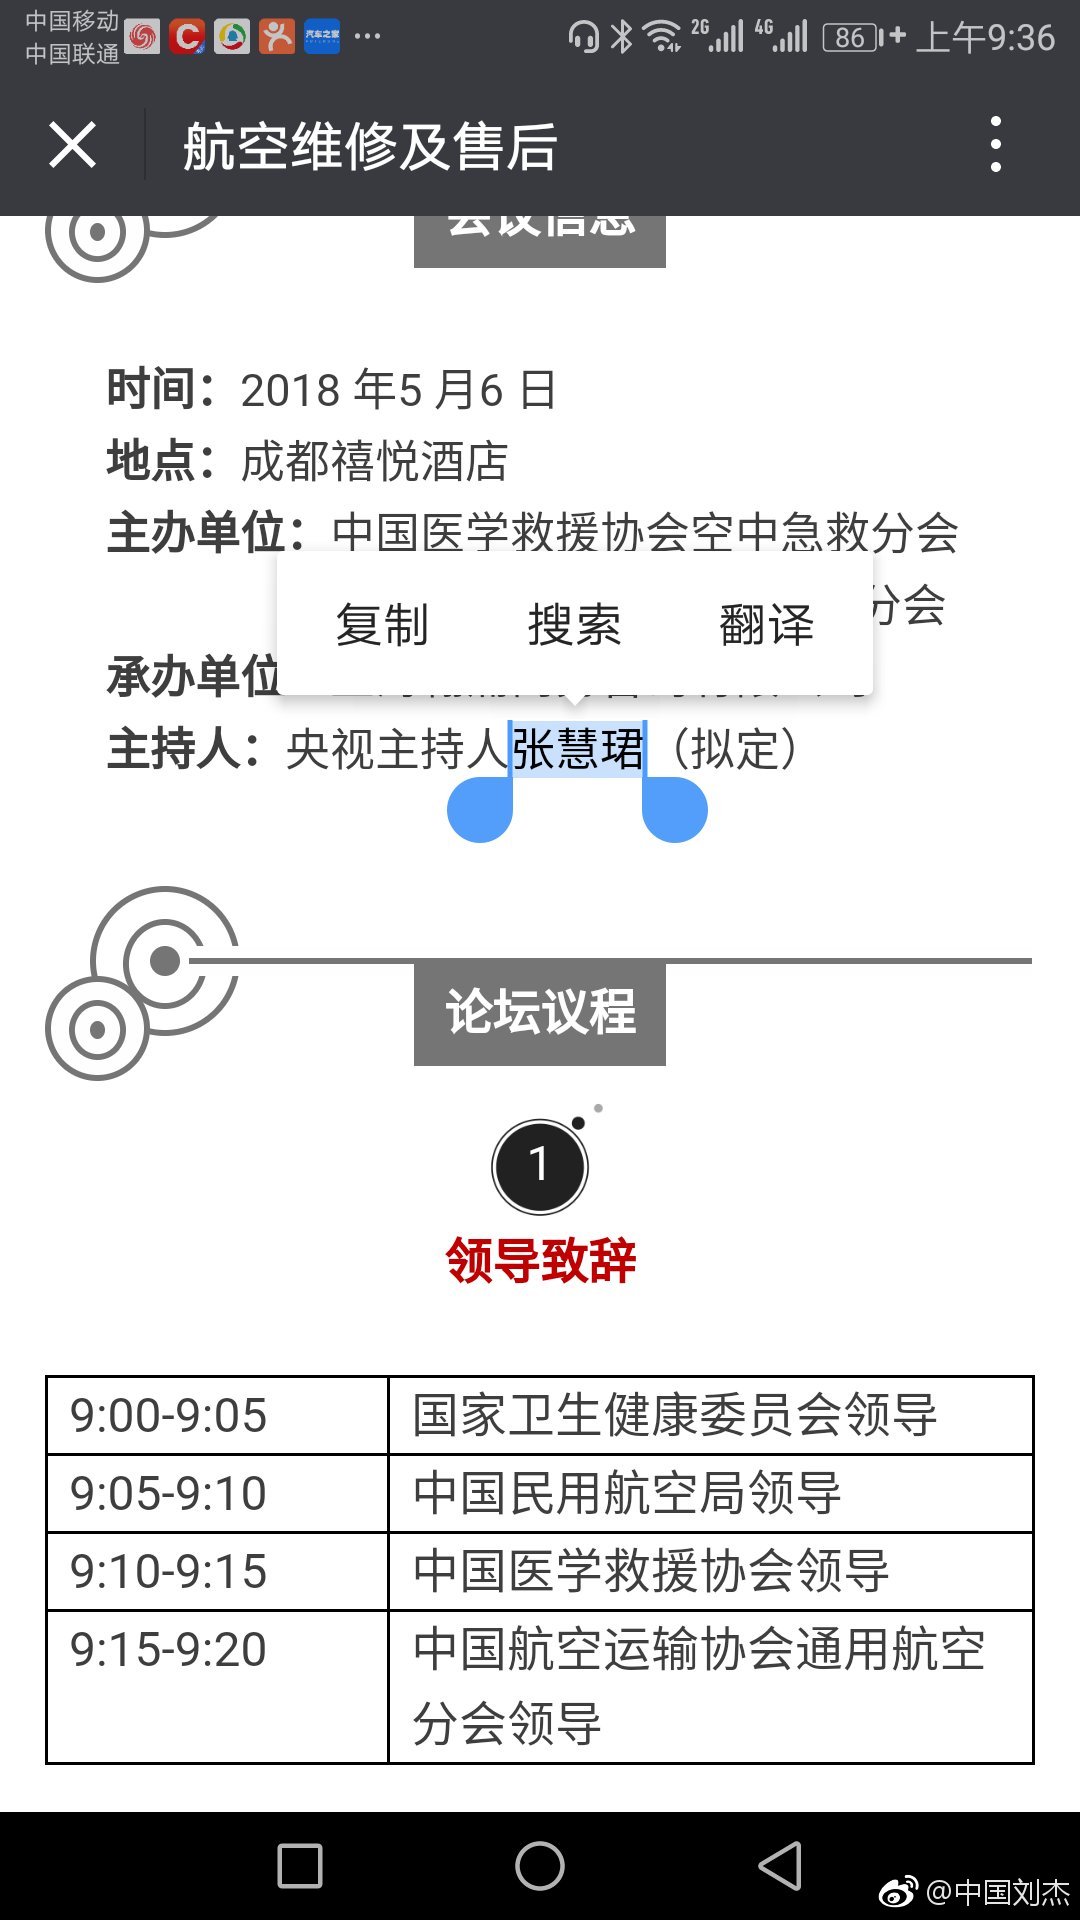 中国移动
中国联通
汽车之家
2G
4G
86
上午9:36
航空维修及售后
会议信息
时间：2018 年5 月6 日
地点：成都禧悦酒店
主办单位：中国医学救援协会空中急救分会
分会
复制 搜索 翻译
承办单位
主持人：央视主持人张慧珺（拟定）
论坛议程
1
领导致辞
9:00-9:05 国家卫生健康委员会领导
9:05-9:10 中国民用航空局领导
9:10-9:15 中国医学救援协会领导
9:15-9:20 中国航空运输协会通用航空
分会领导
@中国刘杰